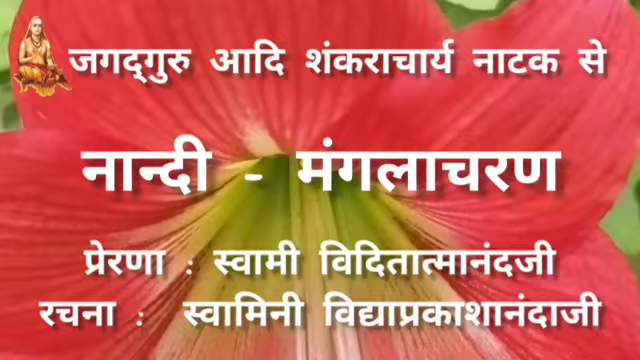 जगद्गुरु आदि शंकराचार्य नाटक से
नान्दी - मंगलाचरण
प्रेरणा : स्वामी विदितात्मानंदजी
रचना : स्वामिनी विद्याप्रकाशानंदाजी